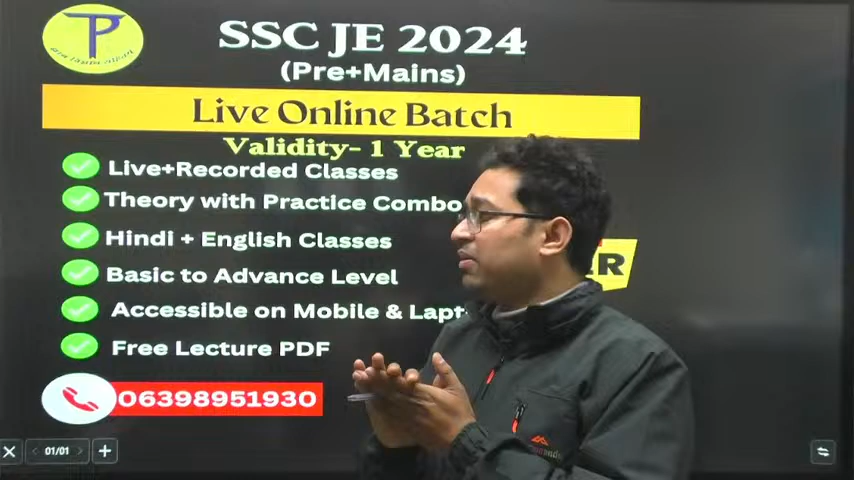 SSC JE 2024
(Pre+Mains)
Live Online Batch
Validity- 1 Year
Live+Recorded Classes
Theory with Practice Combo
Hindi + English Classes
Basic to Advance Level
Accessible on Mobile & Lapt
Free Lecture PDF
06398951930
ER
01/01